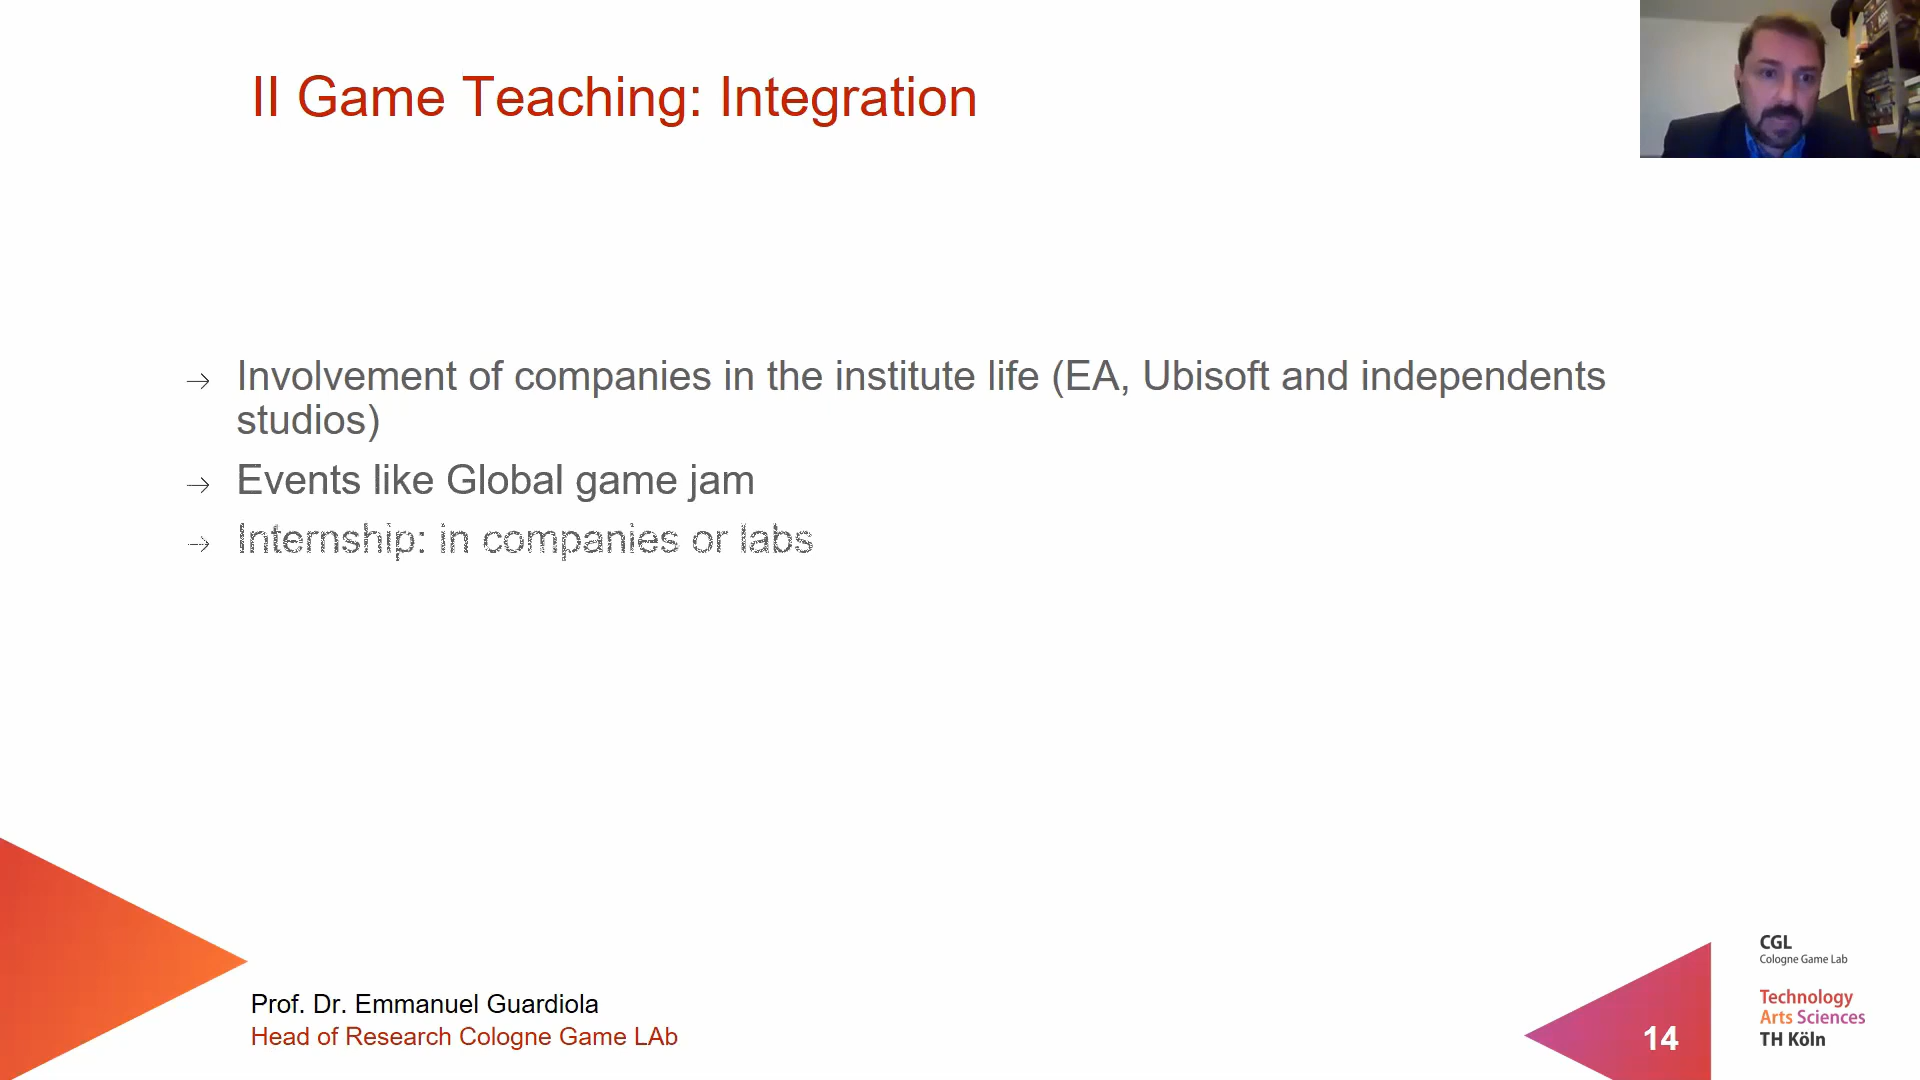 II Game Teaching: Integration
→ Involvement of companies in the institute life (EA, Ubisoft and independents
studios)
→ Events like Global game jam
→ Internship: in companies or labs
Prof. Dr. Emmanuel Guardiola
Head of Research Cologne Game LAb
14
CGL
Cologne Game Lab
Technology
Arts Sciences
TH Köln